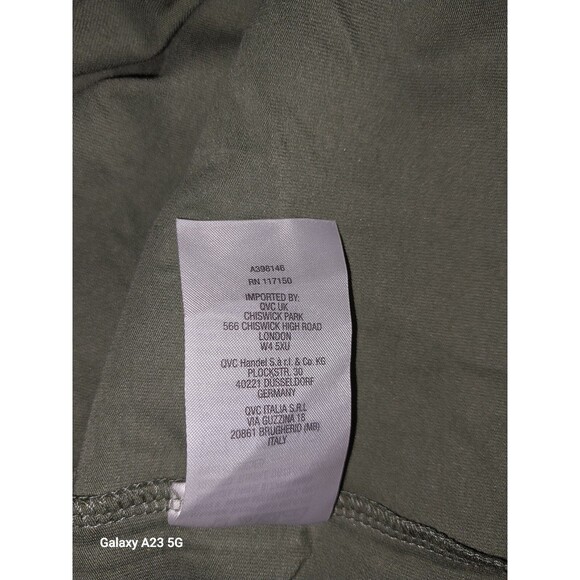 A398146
RN 117150
IMPORTED BY:
QVC UK
CHISWICK PARK
566 CHISWICK HIGH ROAD
LONDON
W4 5XU
QVC Handel S.à r.l. & Co. KG
PLOCKSTR. 30
40221 DÜSSELDORF
GERMANY
QVC ITALIA S.R.L
VIA GUZZINA 18
20861 BRUGHERIO (MB)
ITALY
Galaxy A23 5G